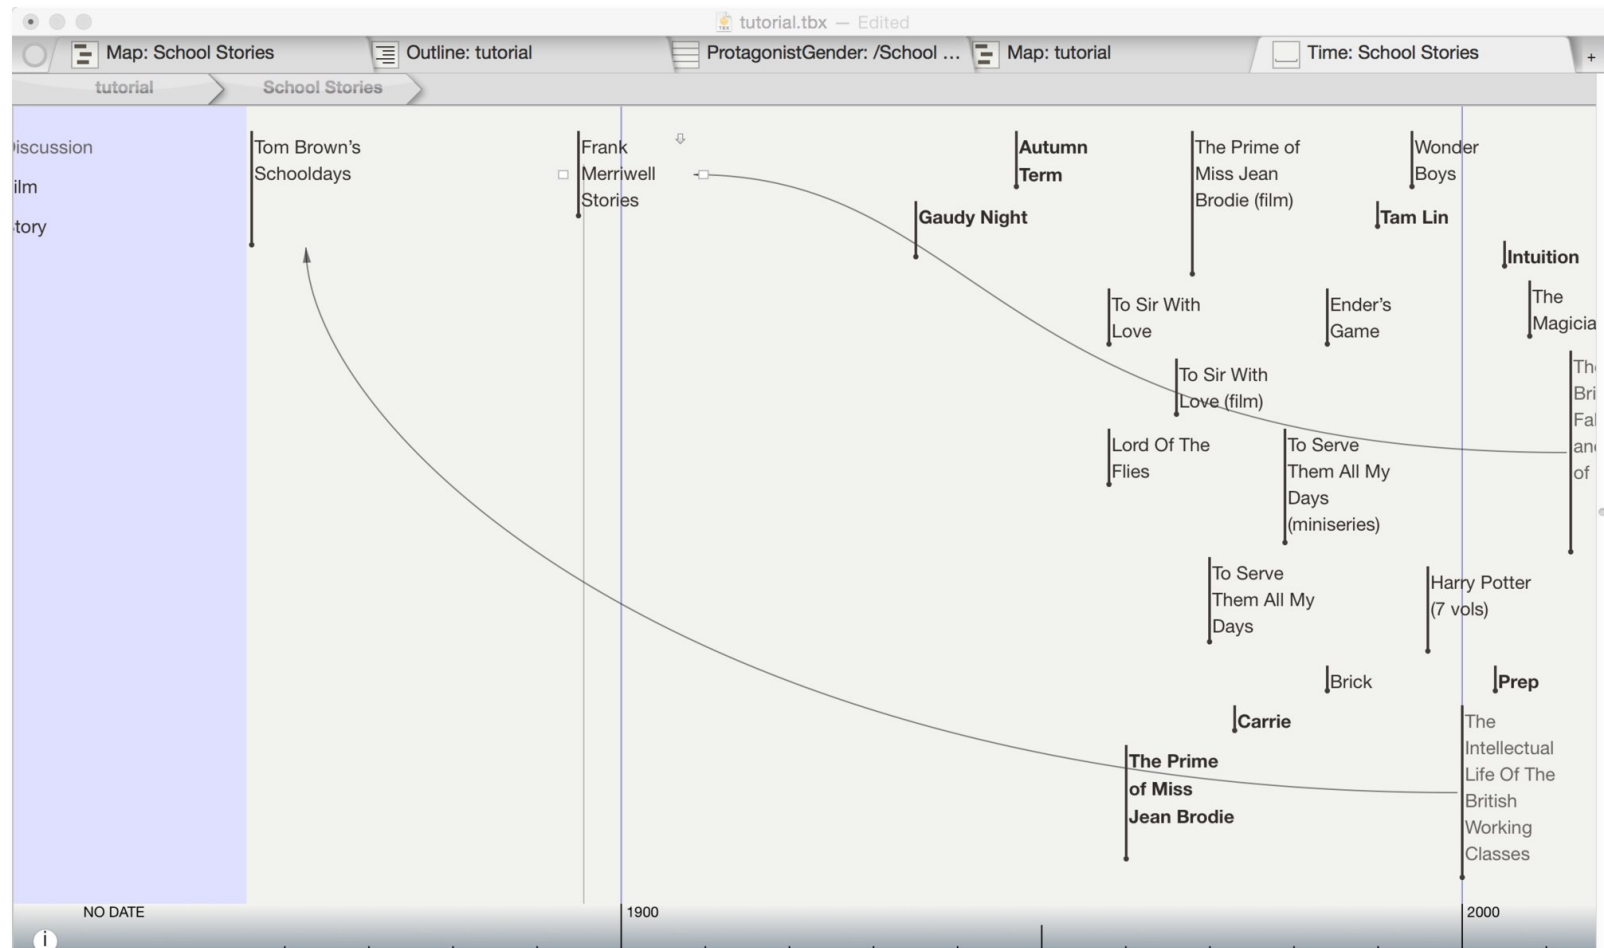 tutorial.tbx — Edited
Map: School Stories
Outline: tutorial
ProtagonistGender: /School ...
Map: tutorial
Time: School Stories
+
tutorial
School Stories
iscussion
ilm
tory
Tom Brown’s
Schooldays
Frank
Merriwell
Stories
Autumn
Term
Gaudy Night
The Prime of
Miss Jean
Brodie (film)
Wonder
Boys
Tam Lin
Intuition
To Sir With
Love
Ender’s
Game
The
Magicia
To Sir With
Love (film)
The
Bri
Fal
and
of
Lord Of The
Flies
To Serve
Them All My
Days
(miniseries)
To Serve
Them All My
Days
Harry Potter
(7 vols)
Brick
Prep
Carrie
The Prime
of Miss
Jean Brodie
The
Intellectual
Life Of The
British
Working
Classes
NO DATE
1900
2000
i